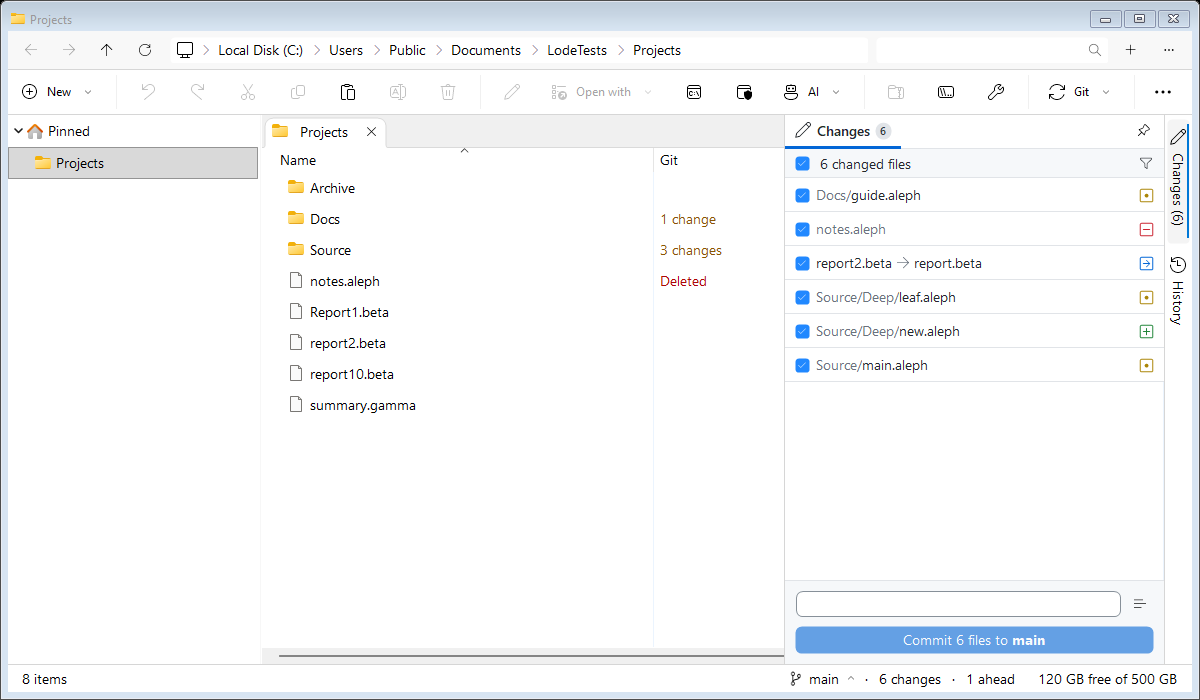 Projects
Local Disk (C:) Users Public Documents LodeTests Projects
New Open with AI Git
Pinned
Projects
Projects
Name Git
Archive
Docs 1 change
Source 3 changes
notes.aleph Deleted
Report1.beta
report2.beta
report10.beta
summary.gamma
Changes 6
6 changed files
Docs/guide.aleph
notes.aleph
report2.beta → report.beta
Source/Deep/leaf.aleph
Source/Deep/new.aleph
Source/main.aleph
Commit 6 files to main
Changes (6)
History
8 items main · 6 changes · 1 ahead 120 GB free of 500 GB